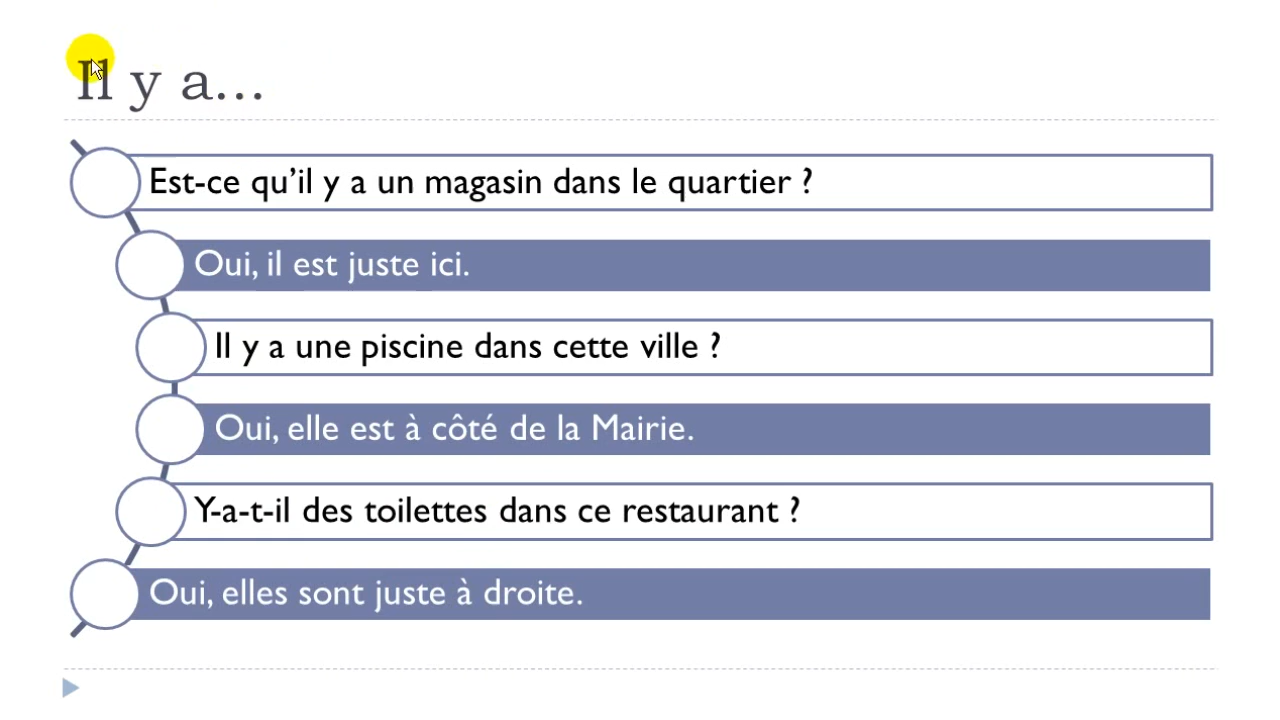 Il y a...
Est-ce qu’il y a un magasin dans le quartier ?
Oui, il est juste ici.
Il y a une piscine dans cette ville ?
Oui, elle est à côté de la Mairie.
Y-a-t-il des toilettes dans ce restaurant ?
Oui, elles sont juste à droite.